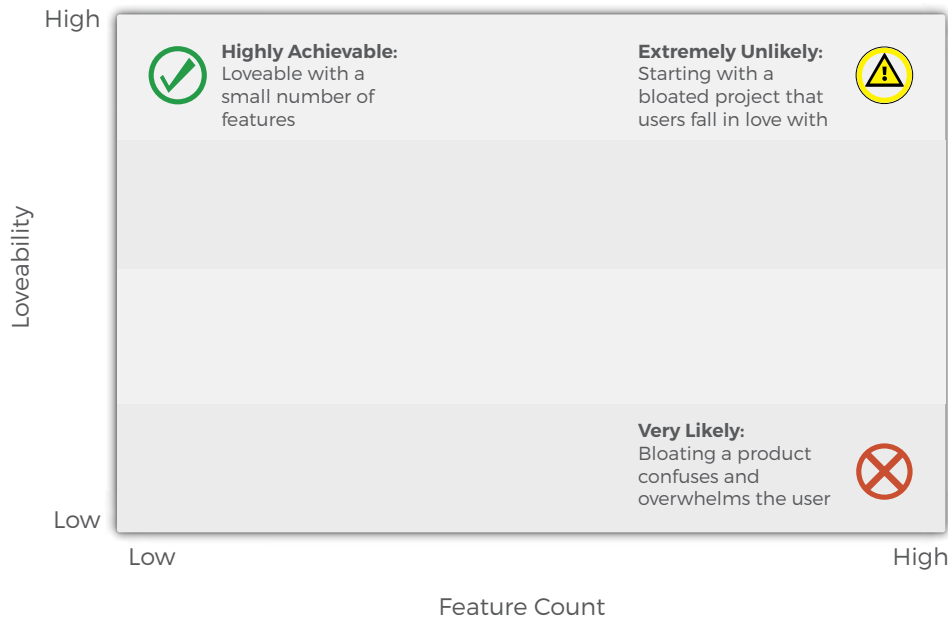 High
Highly Achievable:
Loveable with a
small number of
features
Extremely Unlikely:
Starting with a
bloated project that
users fall in love with
!
Loveability
Very Likely:
Bloating a product
confuses and
overwhelms the user
Low
Low
High
Feature Count